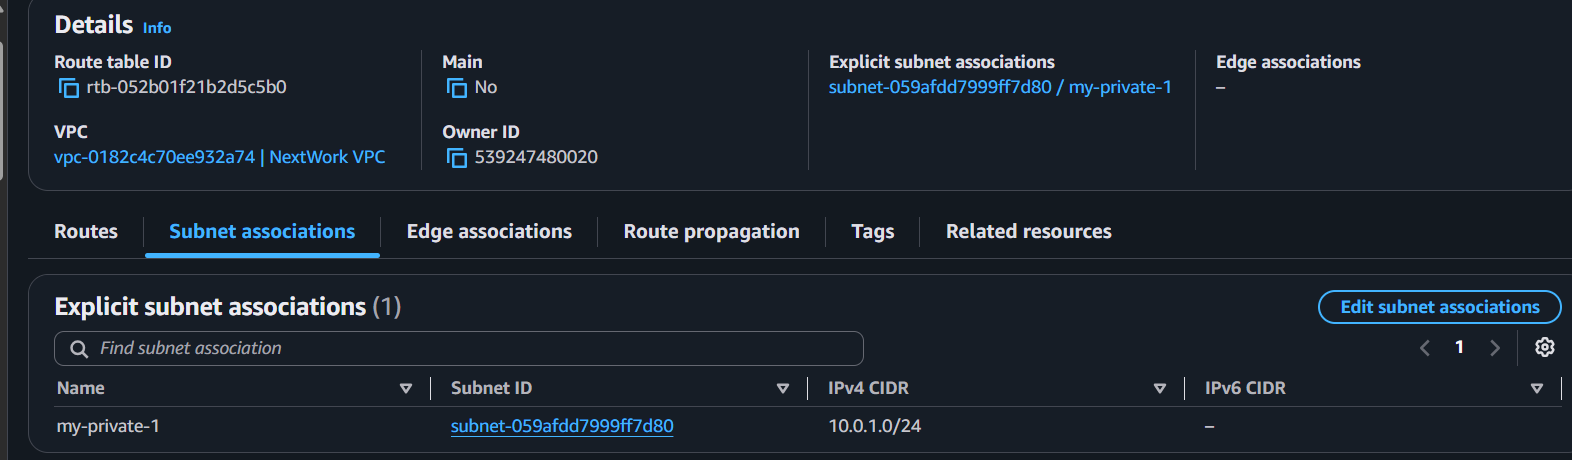 Details Info
Route table ID
rtb-052b01f21b2d5c5b0
Main
No
Explicit subnet associations
subnet-059afdd7999ff7d80 / my-private-1
Edge associations
–
VPC
vpc-0182c4c70ee932a74 | NextWork VPC
Owner ID
539247480020
Routes Subnet associations Edge associations Route propagation Tags Related resources
Explicit subnet associations (1)
Edit subnet associations
Find subnet association
1
Name Subnet ID IPv4 CIDR IPv6 CIDR
my-private-1 subnet-059afdd7999ff7d80 10.0.1.0/24 –